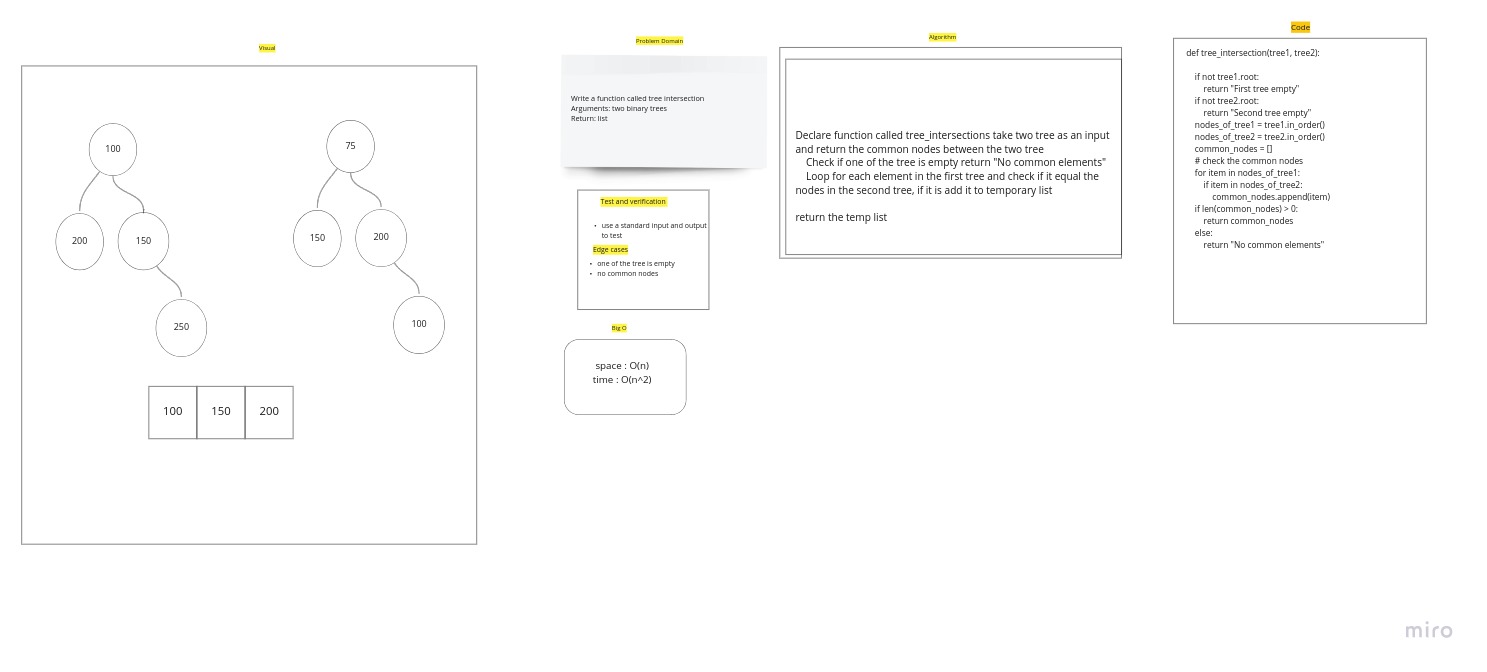 Visual
100
200
150
250
75
150
200
100
100 150 200
Problem Domain
Write a function called tree intersection
Arguments: two binary trees
Return: list
Test and verification
• use a standard input and output
to test
Edge cases
• one of the tree is empty
• no common nodes
Big O
space : O(n)
time : O(n^2)
Algorithm
Declare function called tree_intersections take two tree as an input
and return the common nodes between the two tree
Check if one of the tree is empty return "No common elements"
Loop for each element in the first tree and check if it equal the
nodes in the second tree, if it is add it to temporary list
return the temp list
Code
def tree_intersection(tree1, tree2):
if not tree1.root:
return "First tree empty"
if not tree2.root:
return "Second tree empty"
nodes_of_tree1 = tree1.in_order()
nodes_of_tree2 = tree2.in_order()
common_nodes = []
# check the common nodes
for item in nodes_of_tree1:
if item in nodes_of_tree2:
common_nodes.append(item)
if len(common_nodes) > 0:
return common_nodes
else:
return "No common elements"
miro